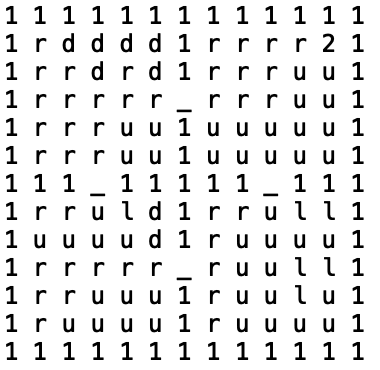 1 1 1 1 1 1 1 1 1 1 1 1 1
1 r d d d d 1 r r r r 2 1
1 r r d r d 1 r r r u u 1
1 r r r r r _ r r r u u 1
1 r r r u u 1 u u u u u 1
1 r r r u u 1 u u u u u 1
1 1 1 _ 1 1 1 1 1 _ 1 1 1
1 r r u l d 1 r r u l l 1
1 u u u u d 1 r u u u u 1
1 r r r r r _ r u u l l 1
1 r r u u u 1 r u u l u 1
1 r u u u u 1 r u u u u 1
1 1 1 1 1 1 1 1 1 1 1 1 1